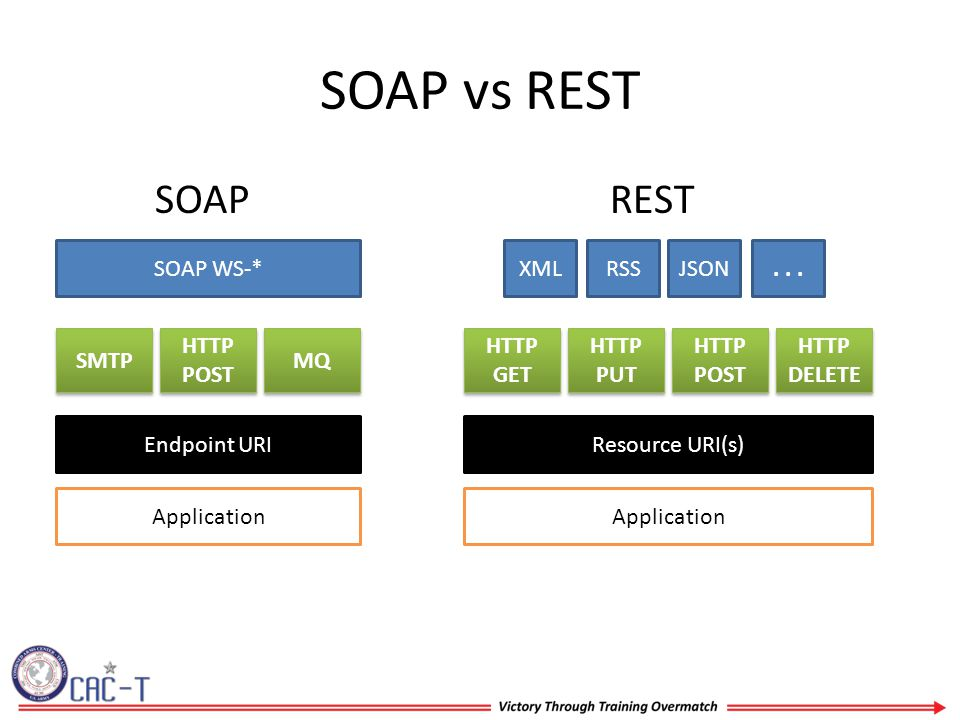 SOAP vs REST
SOAP
REST
SOAP WS-*
XML
RSS
JSON
...
SMTP
HTTP
POST
MQ
HTTP
GET
HTTP
PUT
HTTP
POST
HTTP
DELETE
Endpoint URI
Resource URI(s)
Application
Application
CAC-T
Victory Through Training Overmatch